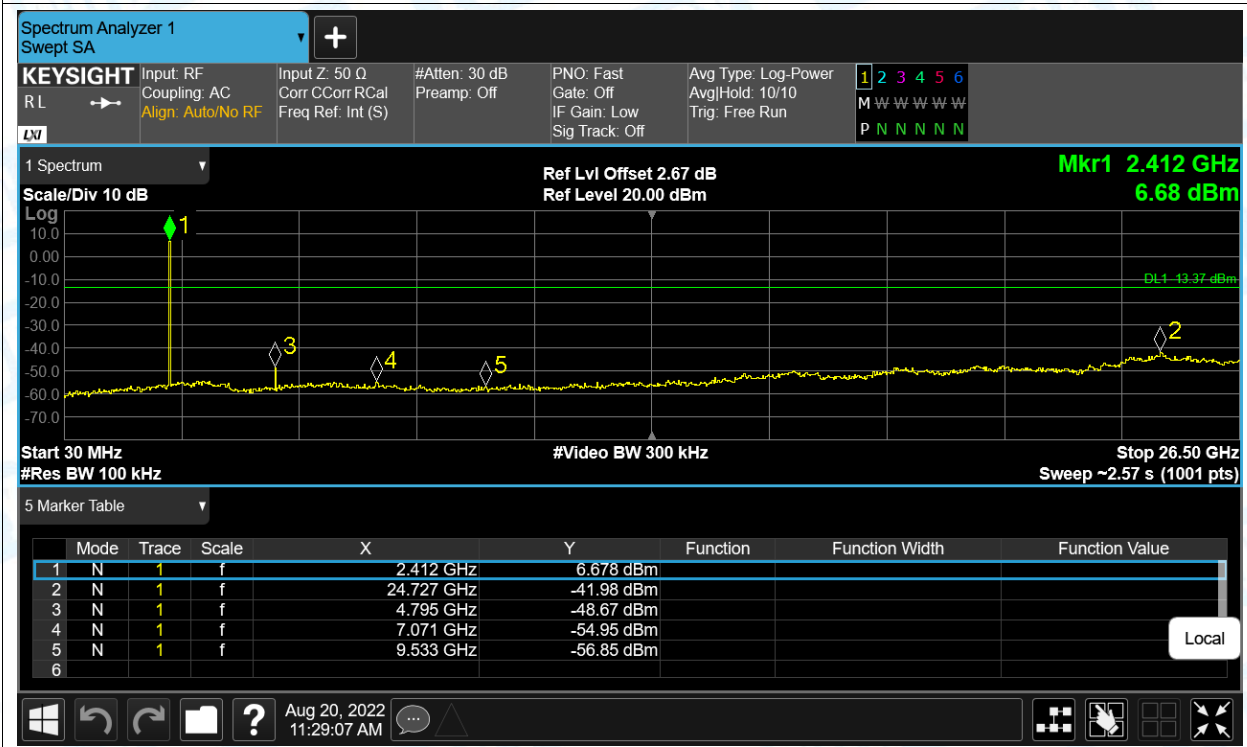 Spectrum Analyzer 1
Swept SA
+
KEYSIGHT
RL
LXI
Input: RF
Coupling: AC
Align: Auto/No RF
Input Z: 50 Ω
Corr CCorr RCal
Freq Ref: Int (S)
#Atten: 30 dB
Preamp: Off
PNO: Fast
Gate: Off
IF Gain: Low
Sig Track: Off
Avg Type: Log-Power
Avg|Hold: 10/10
Trig: Free Run
1 2 3 4 5 6
M W W W W W
P N N N N N
1 Spectrum
Scale/Div 10 dB
Ref Lvl Offset 2.67 dB
Ref Level 20.00 dBm
Mkr1 2.412 GHz
6.68 dBm
Log
10.0
0.00
-10.0
-20.0
-30.0
-40.0
-50.0
-60.0
-70.0
1
3
4
5
2
DL1 -13.37 dBm
Start 30 MHz
#Video BW 300 kHz
Stop 26.50 GHz
#Res BW 100 kHz
Sweep ~2.57 s (1001 pts)
5 Marker Table
Mode Trace Scale X Y Function Function Width Function Value
1 N 1 f 2.412 GHz 6.678 dBm
2 N 1 f 24.727 GHz -41.98 dBm
3 N 1 f 4.795 GHz -48.67 dBm
4 N 1 f 7.071 GHz -54.95 dBm
5 N 1 f 9.533 GHz -56.85 dBm
6
Local
?
Aug 20, 2022
11:29:07 AM